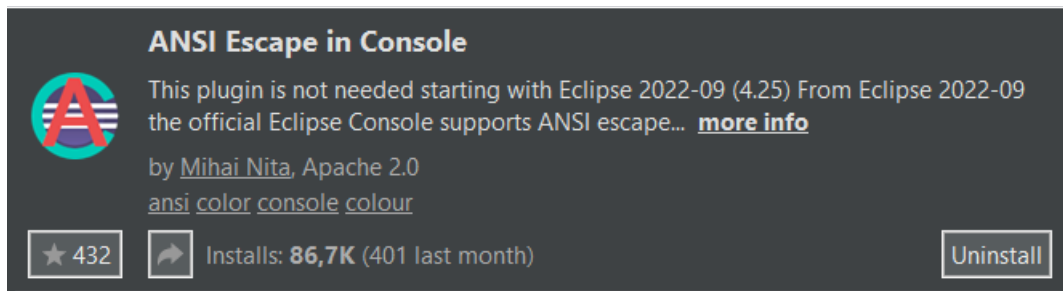 ANSI Escape in Console
This plugin is not needed starting with Eclipse 2022-09 (4.25) From Eclipse 2022-09
the official Eclipse Console supports ANSI escape... more info
by Mihai Nita, Apache 2.0
ansi color console colour
432 Installs: 86,7K (401 last month) Uninstall